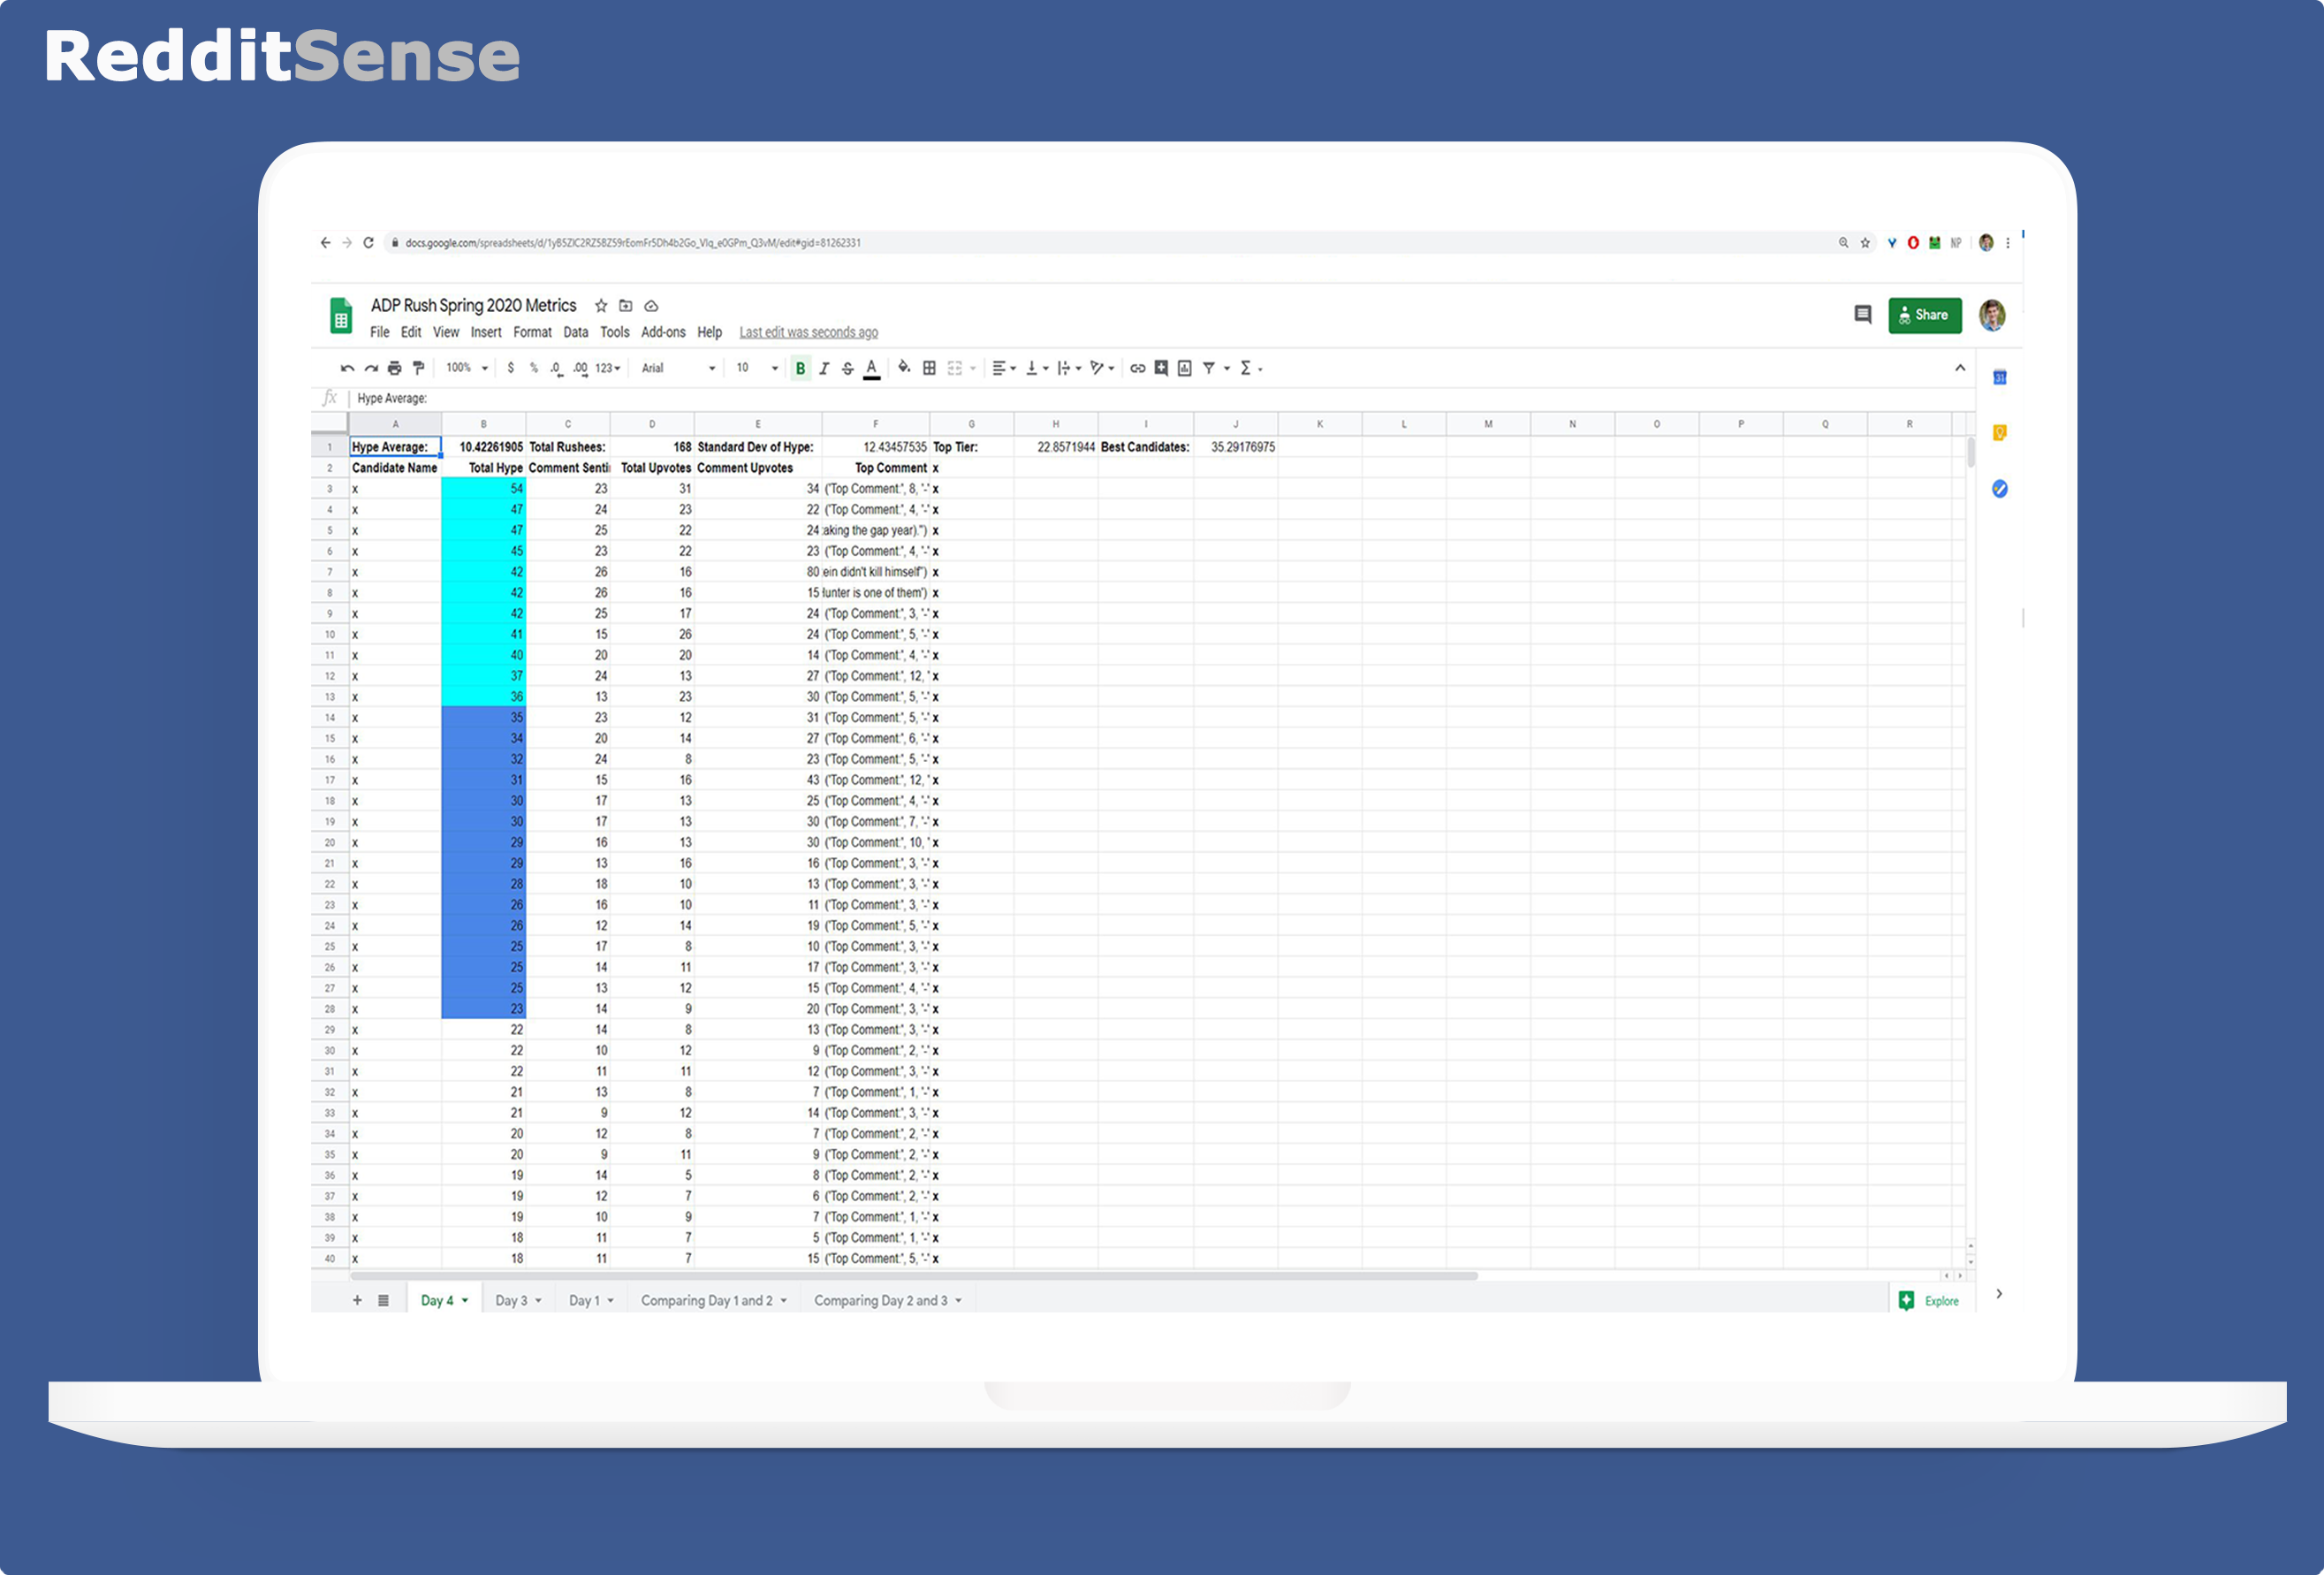 RedditSense
docs.google.com/spreadsheets/d/1yB5ZIC2RZ5BZ59rEomFr5Dh4b2Go_VIq_e0GPm_Q3vM/edit#gid=81262331
NP
ADP Rush Spring 2020 Metrics
File Edit View Insert Format Data Tools Add-ons Help Last edit was seconds ago
Share
100% $ % .0 .00 123 Arial 10 B I S A Σ
31
fx Hype Average:
A B C D E F G H I J K L M N O P Q R
1 Hype Average: 10.42261905 Total Rushees: 168 Standard Dev of Hype: 12.43457535 Top Tier: 22.8571944 Best Candidates: 35.29176975
2 Candidate Name Total Hype Comment Senti Total Upvotes Comment Upvotes Top Comment x
3 x 54 23 31 34 ('Top Comment:', 8, '-' x
4 x 47 24 23 22 ('Top Comment:', 4, '-' x
5 x 47 25 22 24 :aking the gap year).") x
6 x 45 23 22 23 ('Top Comment:', 4, '-' x
7 x 42 26 16 80 ein didn't kill himself") x
8 x 42 26 16 15 Hunter is one of them') x
9 x 42 25 17 24 ('Top Comment:', 3, '-' x
10 x 41 15 26 24 ('Top Comment:', 5, '-' x
11 x 40 20 20 14 ('Top Comment:', 4, '-' x
12 x 37 24 13 27 ('Top Comment:', 12, ' x
13 x 36 13 23 30 ('Top Comment:', 5, '-' x
14 x 35 23 12 31 ('Top Comment:', 5, '-' x
15 x 34 20 14 27 ('Top Comment:', 6, '-' x
16 x 32 24 8 23 ('Top Comment:', 5, '-' x
17 x 31 15 16 43 ('Top Comment:', 12, ' x
18 x 30 17 13 25 ('Top Comment:', 4, '-' x
19 x 30 17 13 30 ('Top Comment:', 7, '-' x
20 x 29 16 13 30 ('Top Comment:', 10, ' x
21 x 29 13 16 16 ('Top Comment:', 3, '-' x
22 x 28 18 10 13 ('Top Comment:', 3, '-' x
23 x 26 16 10 11 ('Top Comment:', 3, '-' x
24 x 26 12 14 19 ('Top Comment:', 5, '-' x
25 x 25 17 8 10 ('Top Comment:', 3, '-' x
26 x 25 14 11 17 ('Top Comment:', 3, '-' x
27 x 25 13 12 15 ('Top Comment:', 4, '-' x
28 x 23 14 9 20 ('Top Comment:', 3, '-' x
29 x 22 14 8 13 ('Top Comment:', 3, '-' x
30 x 22 10 12 9 ('Top Comment:', 2, '-' x
31 x 22 11 11 12 ('Top Comment:', 3, '-' x
32 x 21 13 8 7 ('Top Comment:', 1, '-' x
33 x 21 9 12 14 ('Top Comment:', 3, '-' x
34 x 20 12 8 7 ('Top Comment:', 2, '-' x
35 x 20 9 11 9 ('Top Comment:', 2, '-' x
36 x 19 14 5 8 ('Top Comment:', 2, '-' x
37 x 19 12 7 6 ('Top Comment:', 2, '-' x
38 x 19 10 9 7 ('Top Comment:', 1, '-' x
39 x 18 11 7 5 ('Top Comment:', 1, '-' x
40 x 18 11 7 15 ('Top Comment:', 5, '-' x
+ Day 4 Day 3 Day 1 Comparing Day 1 and 2 Comparing Day 2 and 3 Explore